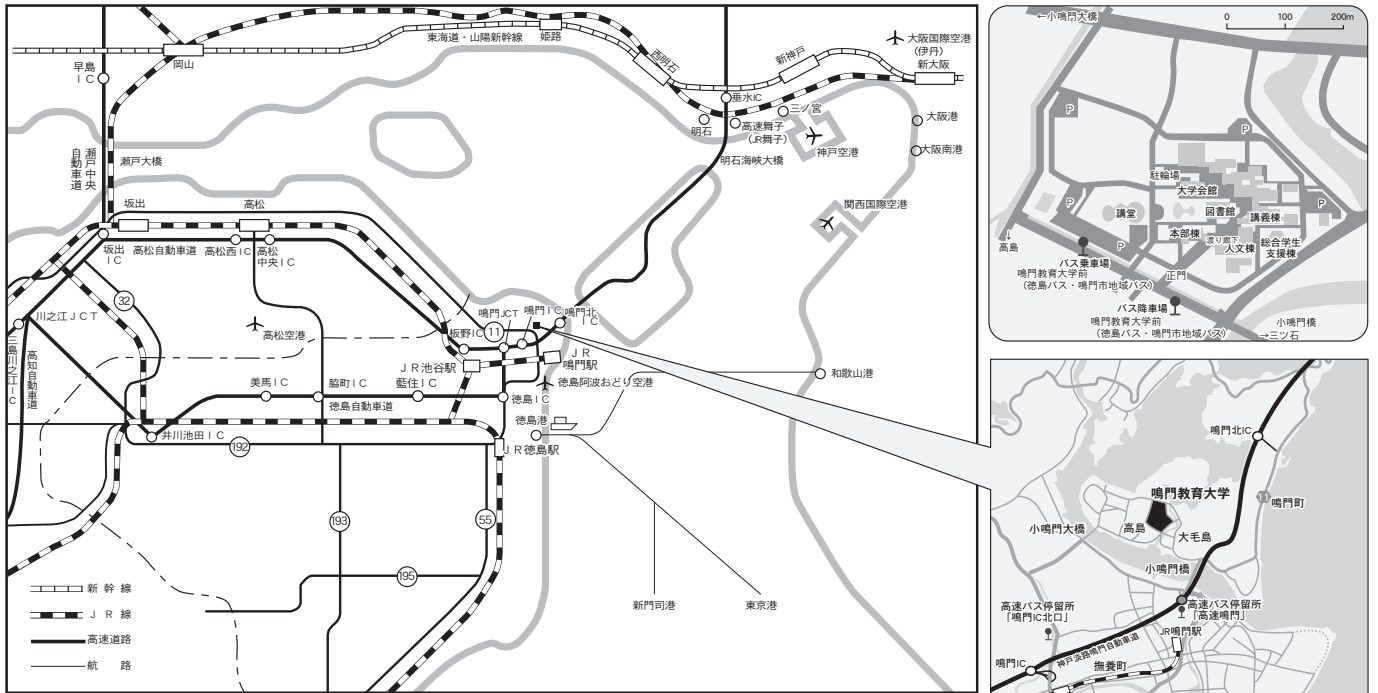 東海道・山陽新幹線
姫路
西明石
新神戸
大阪国際空港
(伊丹)
新大阪
早島
IC
岡山
垂水IC
三ノ宮
明石
高速舞子
(JR舞子)
神戸空港
大阪港
大阪南港
明石海峡大橋
瀬戸中央
自動車道
瀬戸大橋
関西国際空港
坂出
高松
坂出
IC
高松自動車道
高松西IC
高松
中央IC
32
川之江JCT
高松空港
板野IC
鳴門JCT
11
鳴門IC
鳴門北
IC
三島川之江IC
高知自動車道
JR池谷駅
JR
鳴門駅
徳島阿波おどり空港
和歌山港
美馬IC
脇町IC
藍住IC
徳島IC
徳島自動車道
徳島港
井川池田IC
192
JR徳島駅
193
55
195
新門司港
東京港
新幹線
JR線
高速道路
航路
←小鳴門大橋
0 100 200m
P
P
駐輪場
大学会館
P
講堂
図書館
講義棟
P
P
本部棟
渡り廊下
人文棟
総合学生
支援棟
↓
高島
バス乗車場
鳴門教育大学前
(徳島バス・鳴門市地域バス)
正門
バス降車場
鳴門教育大学前
(徳島バス・鳴門市地域バス)
小鳴門橋
→三ツ石
鳴門北IC
鳴門教育大学
11
鳴門町
小鳴門大橋
高島
大毛島
小鳴門橋
高速バス停留所
「鳴門IC北口」
高速バス停留所
「高速鳴門」
JR鳴門駅
鳴門IC
神戸淡路鳴門自動車道
撫養町